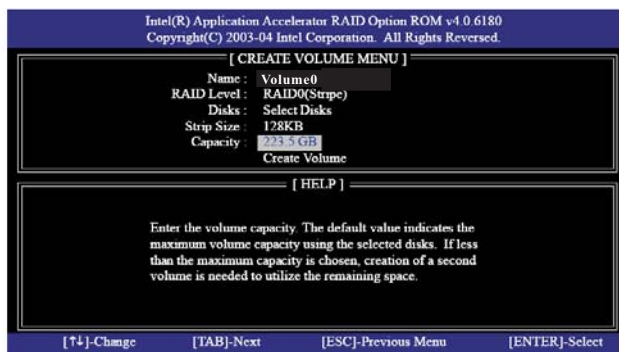 Intel(R) Application Accelerator RAID Option ROM v4.0.6180
Copyright(C) 2003-04 Intel Corporation. All Rights Reversed.
[ CREATE VOLUME MENU ]
Name : Volume0
RAID Level : RAID0(Stripe)
Disks : Select Disks
Strip Size : 128KB
Capacity : 223.5 GB
Create Volume
[ HELP ]
Enter the volume capacity. The default value indicates the
maximum volume capacity using the selected disks. If less
than the maximum capacity is chosen, creation of a second
volume is needed to utilize the remaining space.
[↑↓]-Change [TAB]-Next [ESC]-Previous Menu [ENTER]-Select